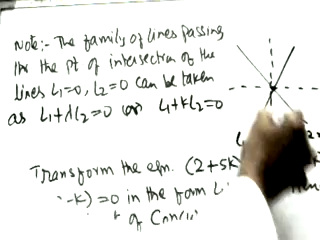 Note:- The family of lines passing
thr the pt of intersection of the
lines L1=0, L2=0 can be taken
as L1+λL2=0 or L1+kL2=0
Transform the eqn. (2+5k)
-k)=0 in the form L
of